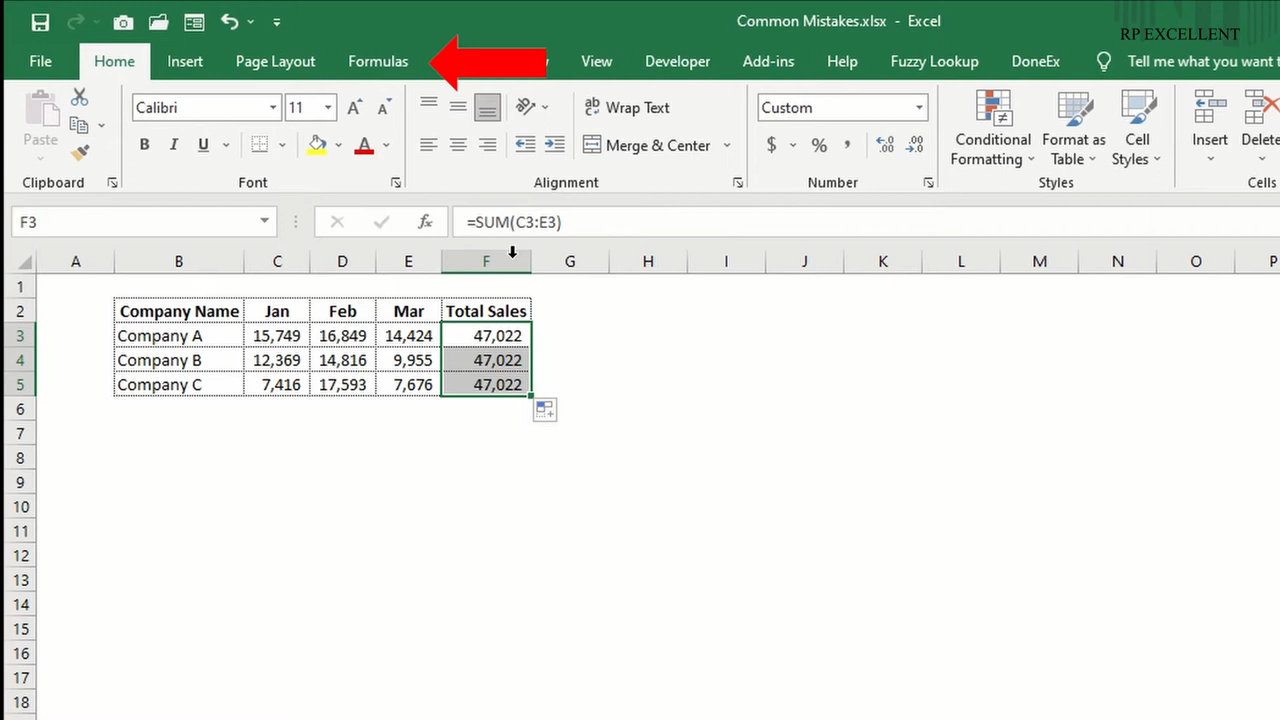 Common Mistakes.xlsx - Excel
RP EXCELLENT
File Home Insert Page Layout Formulas View Developer Add-ins Help Fuzzy Lookup DoneEx Tell me what you want
Paste Calibri 11 A A Wrap Text Custom Conditional Formatting Format as Table Cell Styles Insert Delete
B I U A Merge & Center $ % ,
Clipboard Font Alignment Number Styles Cells
F3 fx =SUM(C3:E3)
A B C D E F G H I J K L M N O P
1
2 Company Name Jan Feb Mar Total Sales
3 Company A 15,749 16,849 14,424 47,022
4 Company B 12,369 14,816 9,955 47,022
5 Company C 7,416 17,593 7,676 47,022
6
7
8
9
10
11
12
13
14
15
16
17
18